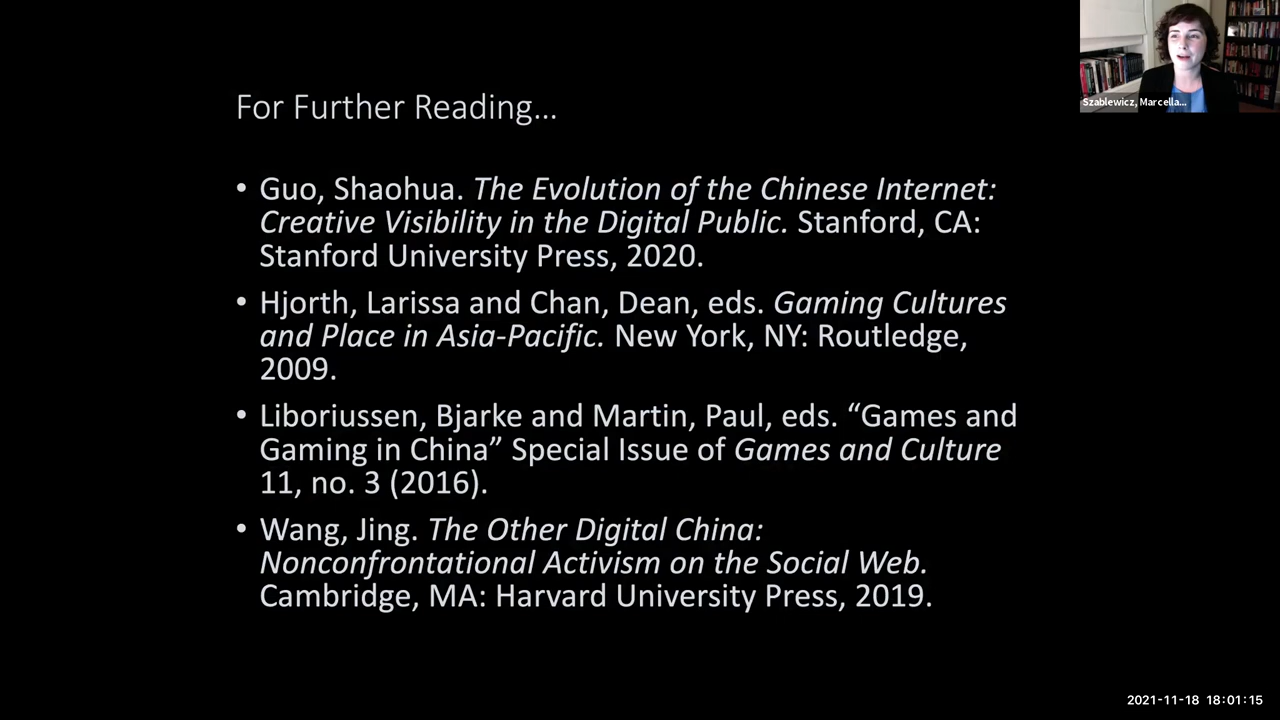 Szablewicz, Marcella...
For Further Reading...
• Guo, Shaohua. The Evolution of the Chinese Internet:
Creative Visibility in the Digital Public. Stanford, CA:
Stanford University Press, 2020.
• Hjorth, Larissa and Chan, Dean, eds. Gaming Cultures
and Place in Asia-Pacific. New York, NY: Routledge,
2009.
• Liboriussen, Bjarke and Martin, Paul, eds. “Games and
Gaming in China” Special Issue of Games and Culture
11, no. 3 (2016).
• Wang, Jing. The Other Digital China:
Nonconfrontational Activism on the Social Web.
Cambridge, MA: Harvard University Press, 2019.
2021-11-18 18:01:15